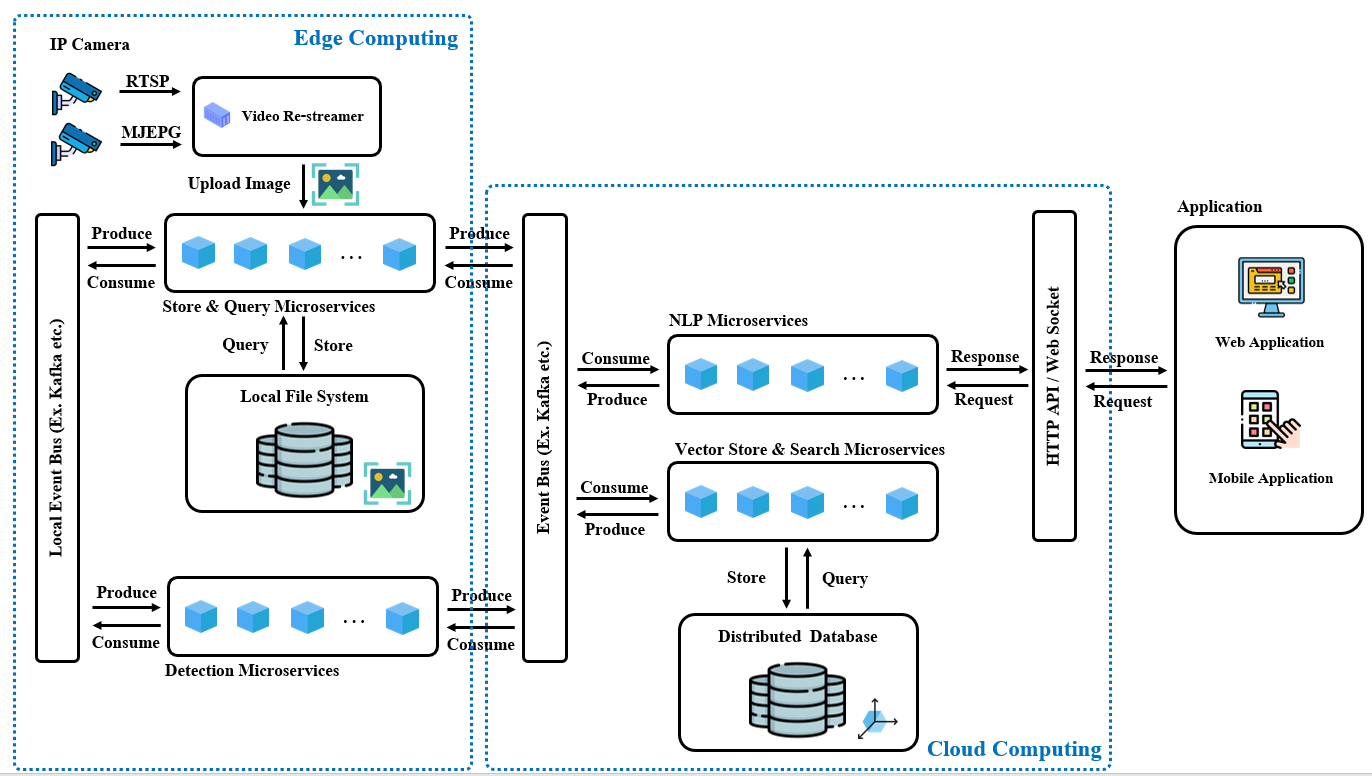 Edge Computing
IP Camera
RTSP
MJEPG
Video Re-streamer
Upload Image
Local Event Bus (Ex. Kafka etc.)
Produce
Consume
Store & Query Microservices
Produce
Consume
Query
Store
Local File System
Produce
Consume
Detection Microservices
Produce
Consume
Event Bus (Ex. Kafka etc.)
NLP Microservices
Consume
Produce
Response
Request
Vector Store & Search Microservices
Consume
Produce
Store
Query
Distributed Database
HTTP API / Web Socket
Response
Request
Application
Web Application
Mobile Application
Cloud Computing